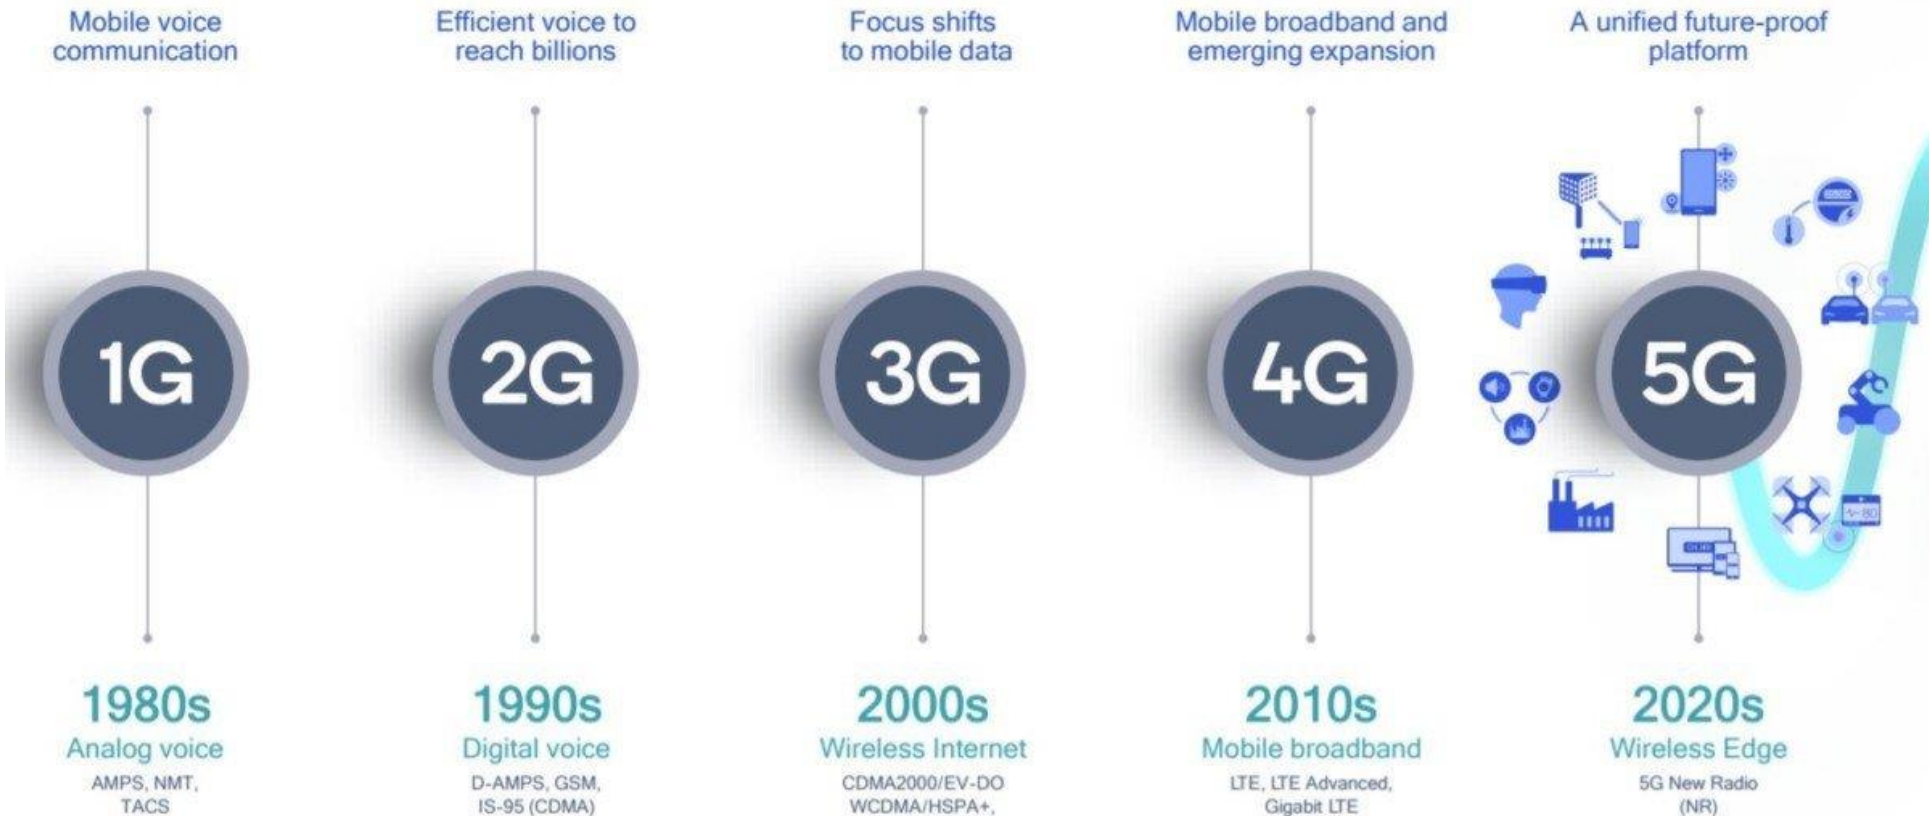 Mobile voice
communication
Efficient voice to
reach billions
Focus shifts
to mobile data
Mobile broadband and
emerging expansion
A unified future-proof
platform
1G
2G
3G
4G
5G
1980s
Analog voice
AMPS, NMT,
TACS
1990s
Digital voice
D-AMPS, GSM,
IS-95 (CDMA)
2000s
Wireless Internet
CDMA2000/EV-DO
WCDMA/HSPA+,
2010s
Mobile broadband
LTE, LTE Advanced,
Gigabit LTE
2020s
Wireless Edge
5G New Radio
(NR)